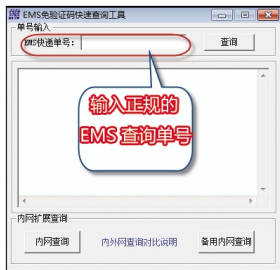 EMS免验证码快速查询工具
单号输入
EMS快递单号：
查询
输入正规的
EMS 查询单号
内网扩展查询
内网查询
内外网查询对比说明
备用内网查询